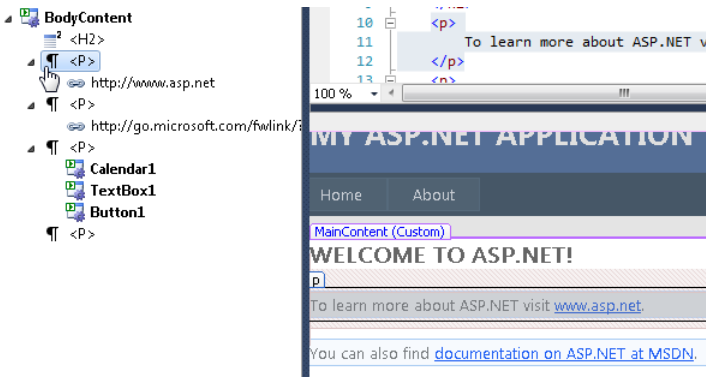 BodyContent
<H2>
<P>
http://www.asp.net
<P>
http://go.microsoft.com/fwlink/?
<P>
Calendar1
TextBox1
Button1
<P>
10 <p>
11 To learn more about ASP.NET v
12 </p>
13 <p>
100 %
MY ASP.NET APPLICATION
Home About
MainContent (Custom)
WELCOME TO ASP.NET!
p
To learn more about ASP.NET visit www.asp.net.
You can also find documentation on ASP.NET at MSDN.